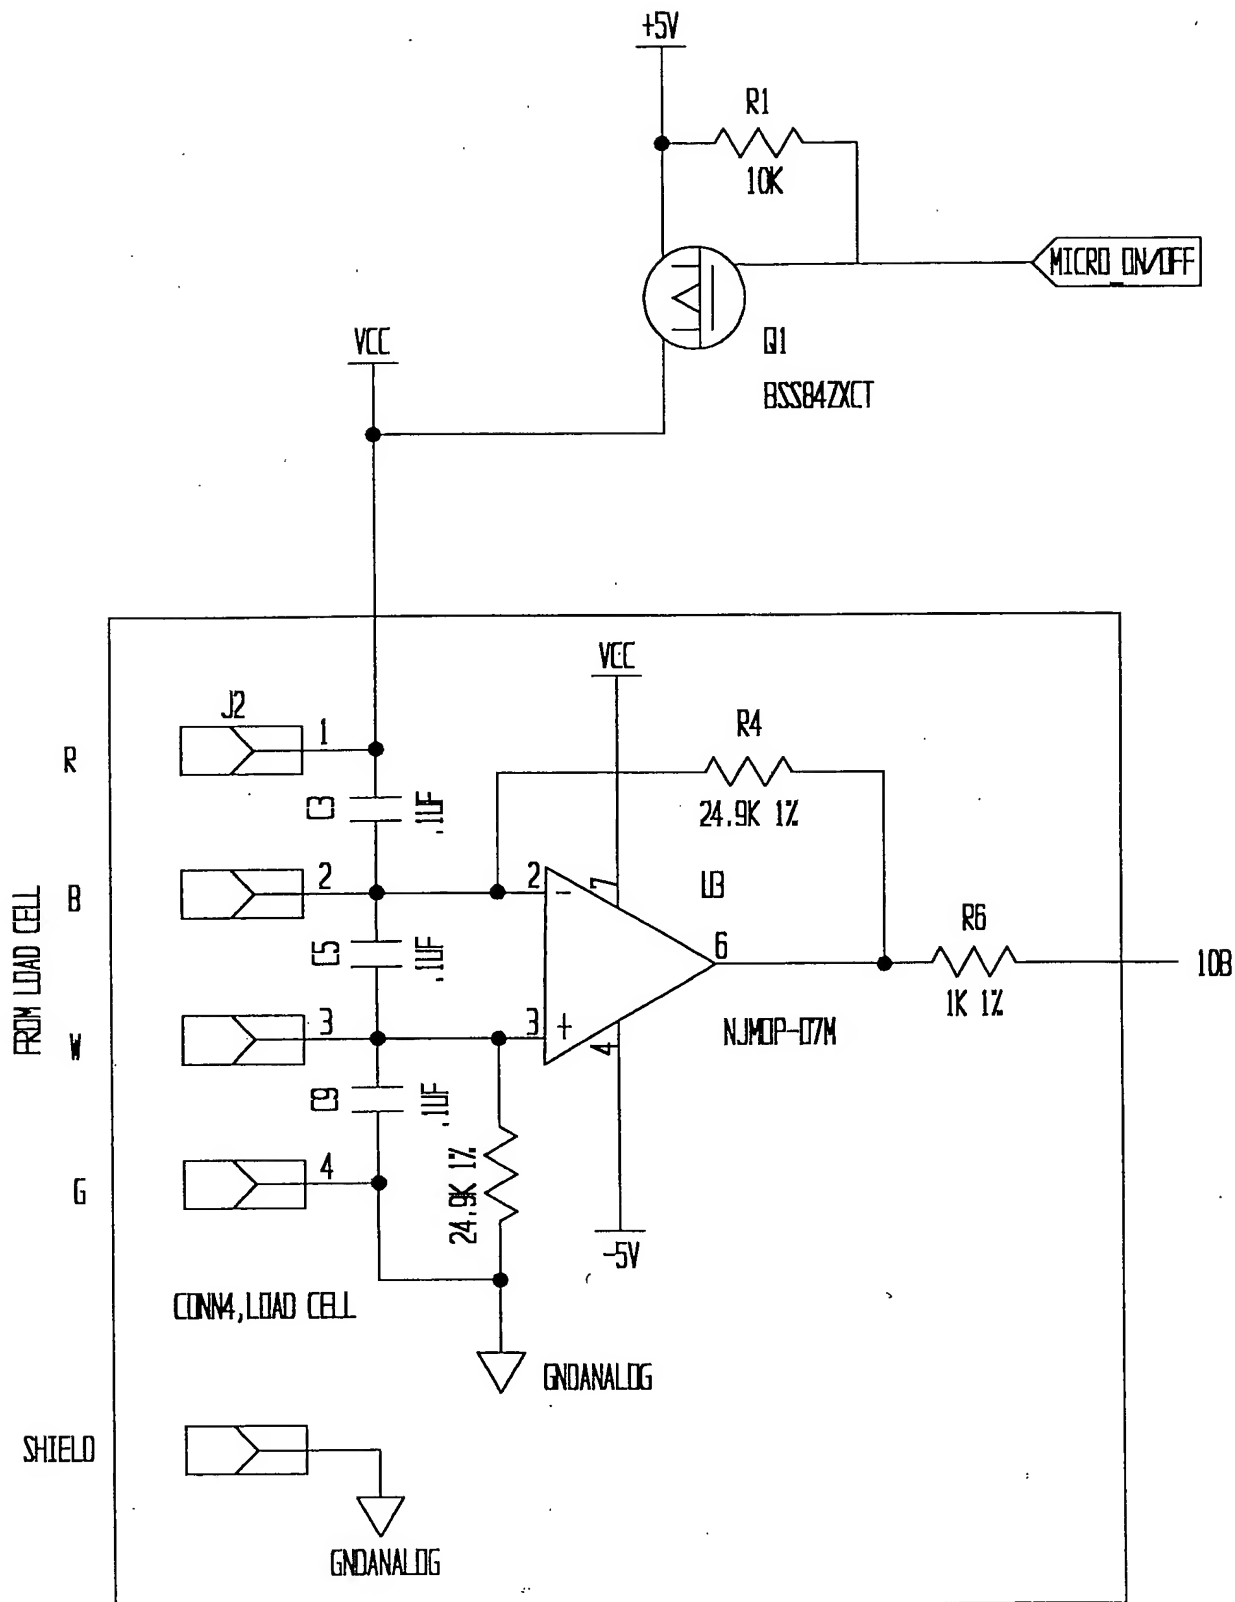 +5V
R1
10K
MICRO ON/OFF
Q1
BSS84ZXCT
VCC
VCC
J2
1
R
R4
C3
.1UF
24.9K 1%
2
B
2
-
7
U3
R6
6
C5
.1UF
10B
1K 1%
FROM LOAD CELL
3
W
3
+
4
NJMOP-07M
C9
.1UF
4
G
24.9K 1%
-5V
CONN4,LOAD CELL
GNDANALOG
SHIELD
GNDANALOG